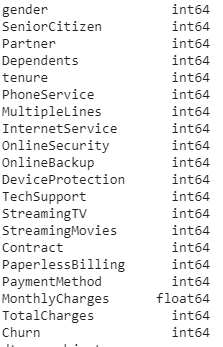 gender int64
SeniorCitizen int64
Partner int64
Dependents int64
tenure int64
PhoneService int64
MultipleLines int64
InternetService int64
OnlineSecurity int64
OnlineBackup int64
DeviceProtection int64
TechSupport int64
StreamingTV int64
StreamingMovies int64
Contract int64
PaperlessBilling int64
PaymentMethod int64
MonthlyCharges float64
TotalCharges int64
Churn int64